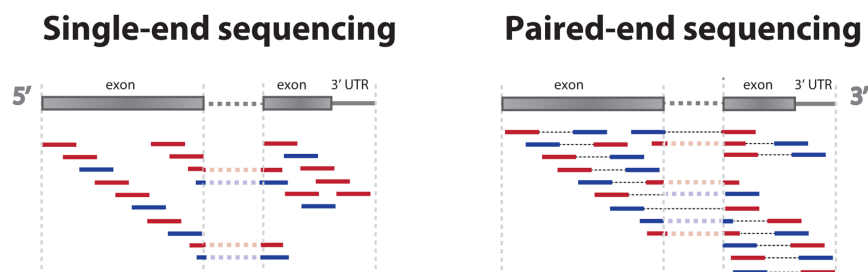 Single-end sequencing
Paired-end sequencing
5’ exon exon 3’ UTR
exon exon 3’ UTR 3’